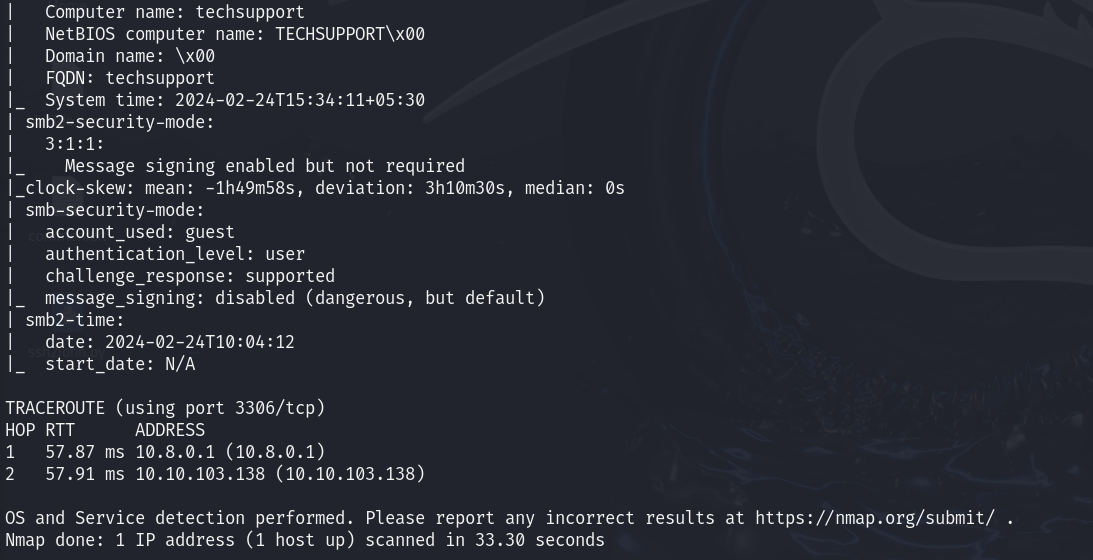 |   Computer name: techsupport
|   NetBIOS computer name: TECHSUPPORT\x00
|   Domain name: \x00
|   FQDN: techsupport
|_  System time: 2024-02-24T15:34:11+05:30
| smb2-security-mode:
|   3:1:1:
|_    Message signing enabled but not required
|_clock-skew: mean: -1h49m58s, deviation: 3h10m30s, median: 0s
| smb-security-mode:
|   account_used: guest
|   authentication_level: user
|   challenge_response: supported
|_  message_signing: disabled (dangerous, but default)
| smb2-time:
|   date: 2024-02-24T10:04:12
|_  start_date: N/A

TRACEROUTE (using port 3306/tcp)
HOP RTT      ADDRESS
1   57.87 ms 10.8.0.1 (10.8.0.1)
2   57.91 ms 10.10.103.138 (10.10.103.138)

OS and Service detection performed. Please report any incorrect results at https://nmap.org/submit/ .
Nmap done: 1 IP address (1 host up) scanned in 33.30 seconds